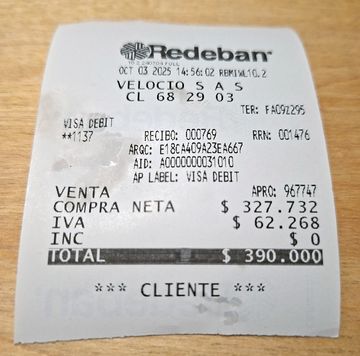 Redeban®
OCT 03 2025 14:56:02 RBMIWL10.2
VELOCIO S A S
CL 68 29 03
TER: FA09Z295
VISA DEBIT
**1137 RECIBO: 000769 RRN: 001476
ARQC: E18CA409A23EA667
AID: A0000000031010
AP LABEL: VISA DEBIT
VENTA APRO: 967747
COMPRA NETA $ 327.732
IVA $ 62.268
INC $ 0
TOTAL $ 390.000
*** CLIENTE ***